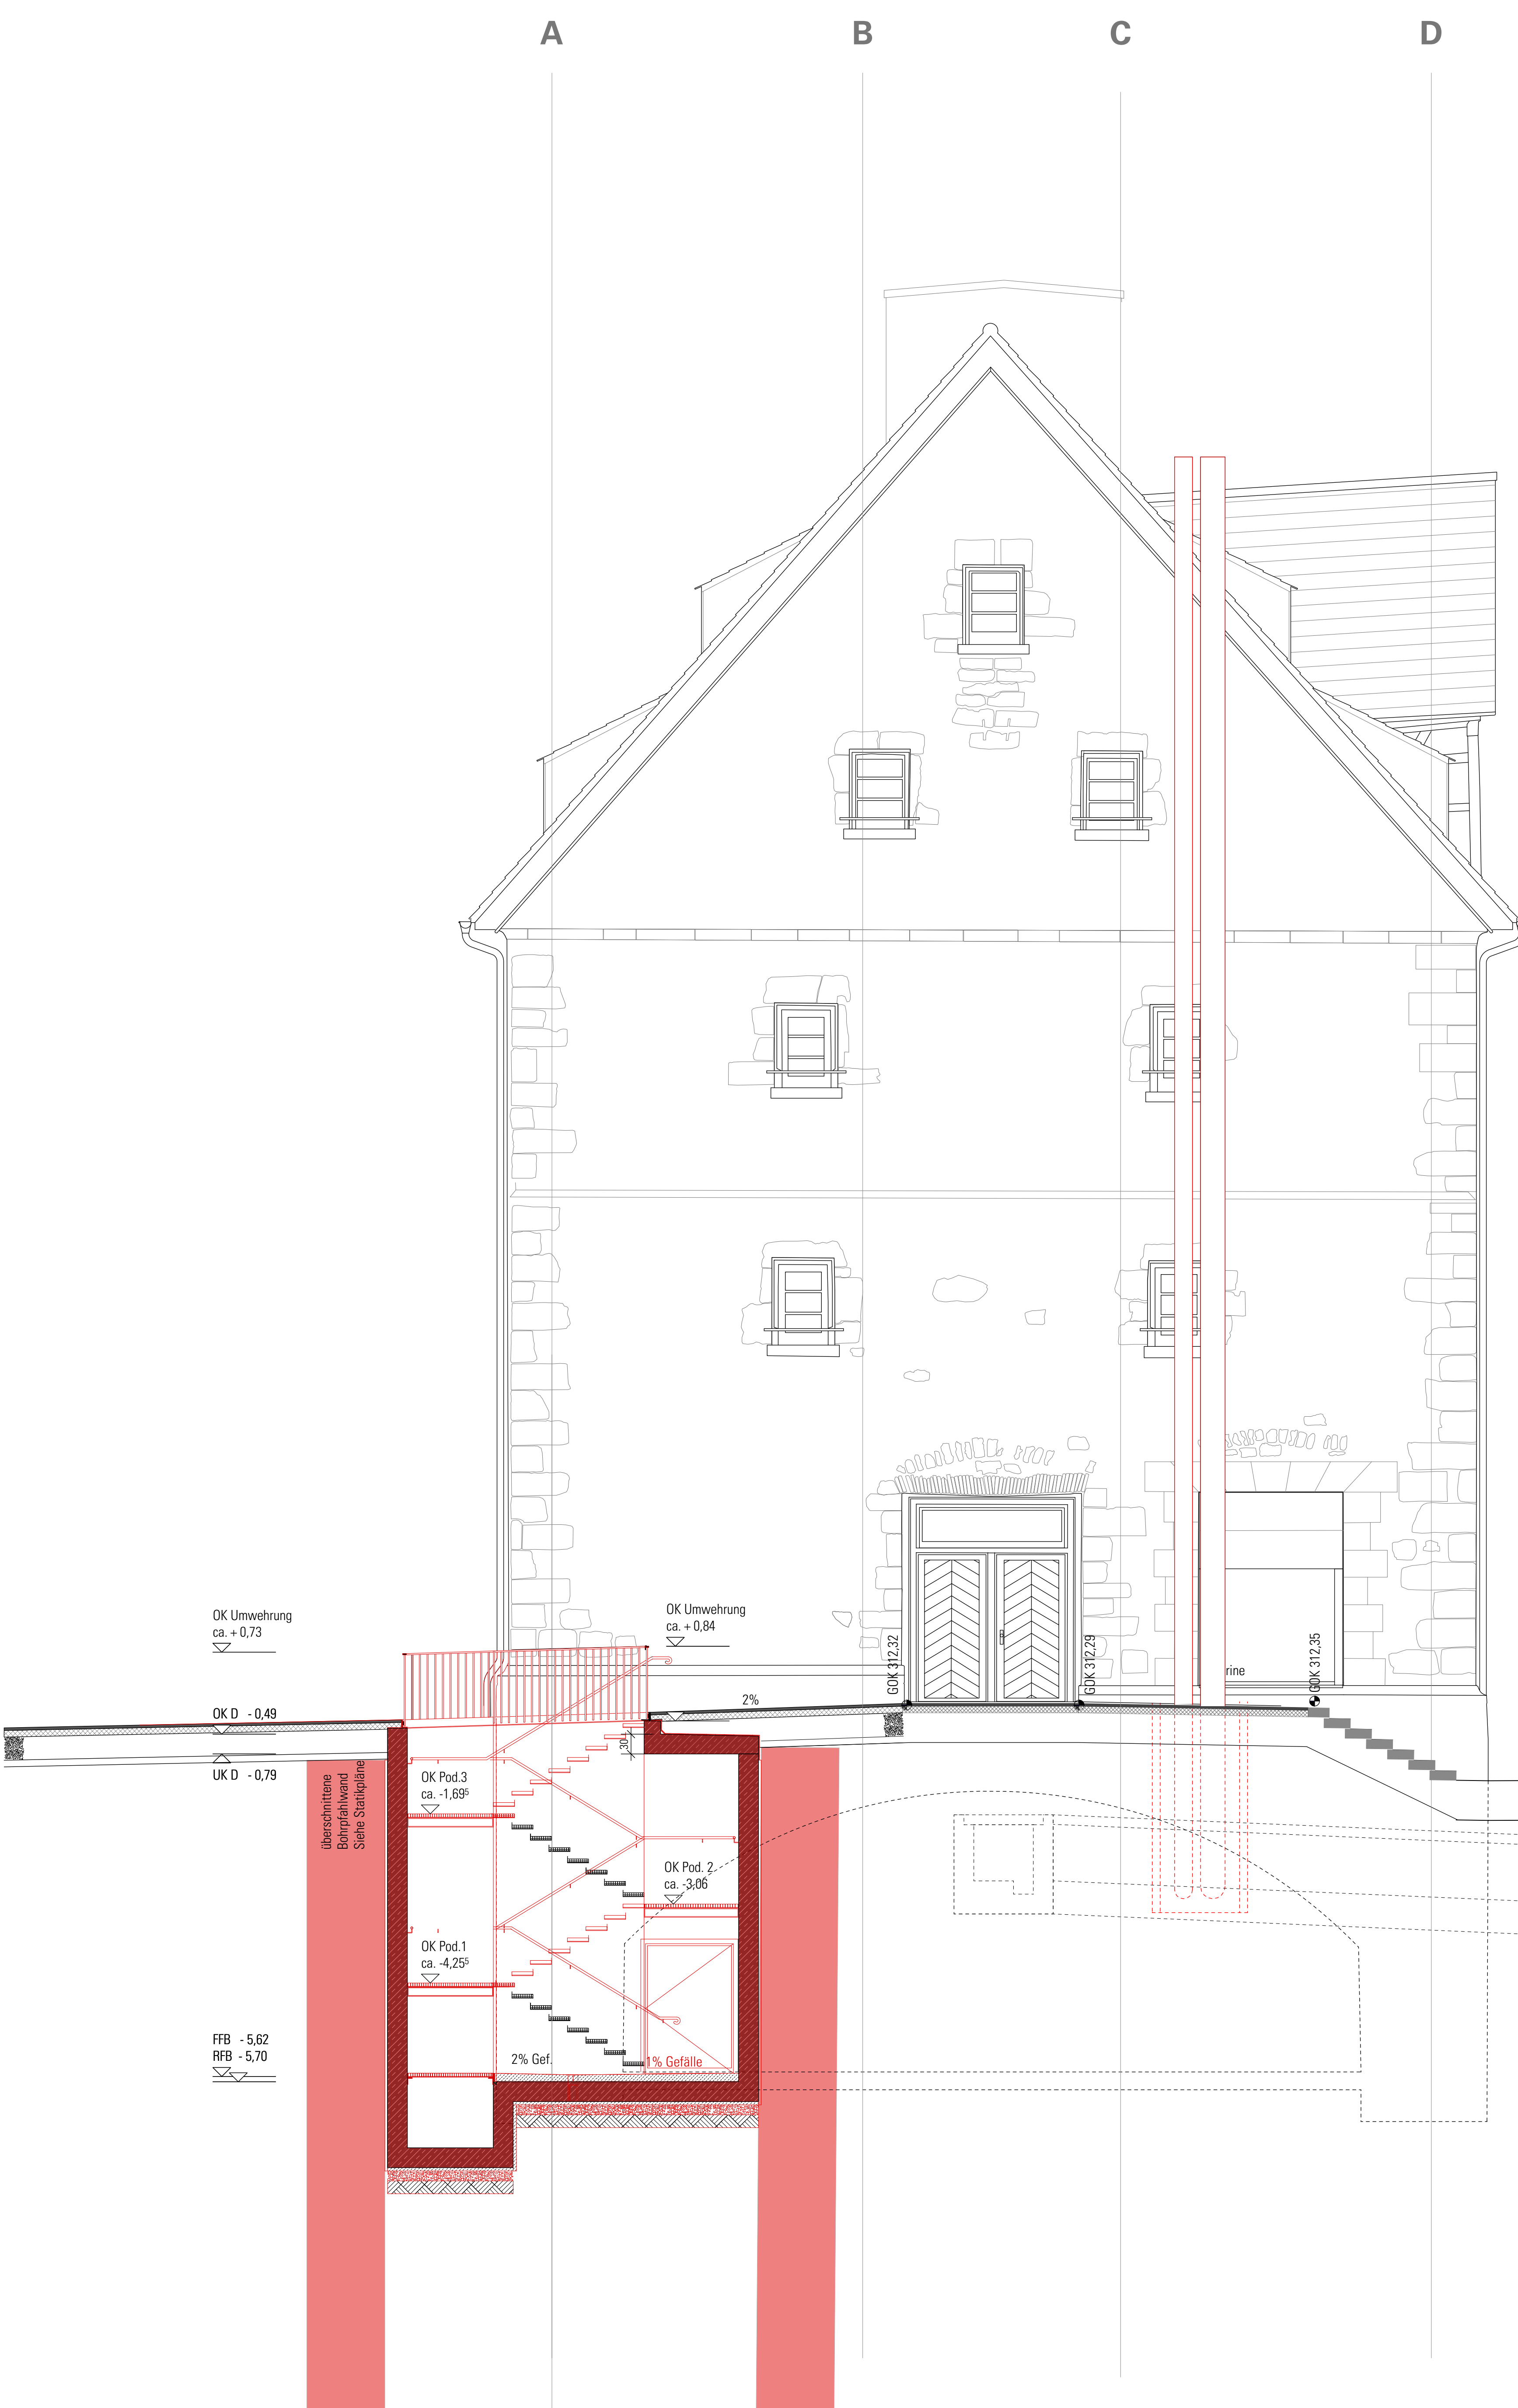 A B C D
OK Umwehrung
ca. + 0,73
OK Umwehrung
ca. + 0,84
GOK 312,32
GOK 312,29
rine
GOK 312,35
2%
OK D - 0,49
UK D - 0,79
30
überschnittene
Bohrpfahlwand
Siehe Statikpläne
OK Pod.3
ca. -1,69⁵
OK Pod. 2
ca. -3,06
OK Pod.1
ca. -4,25⁵
FFB - 5,62
RFB - 5,70
2% Gef.
1% Gefälle